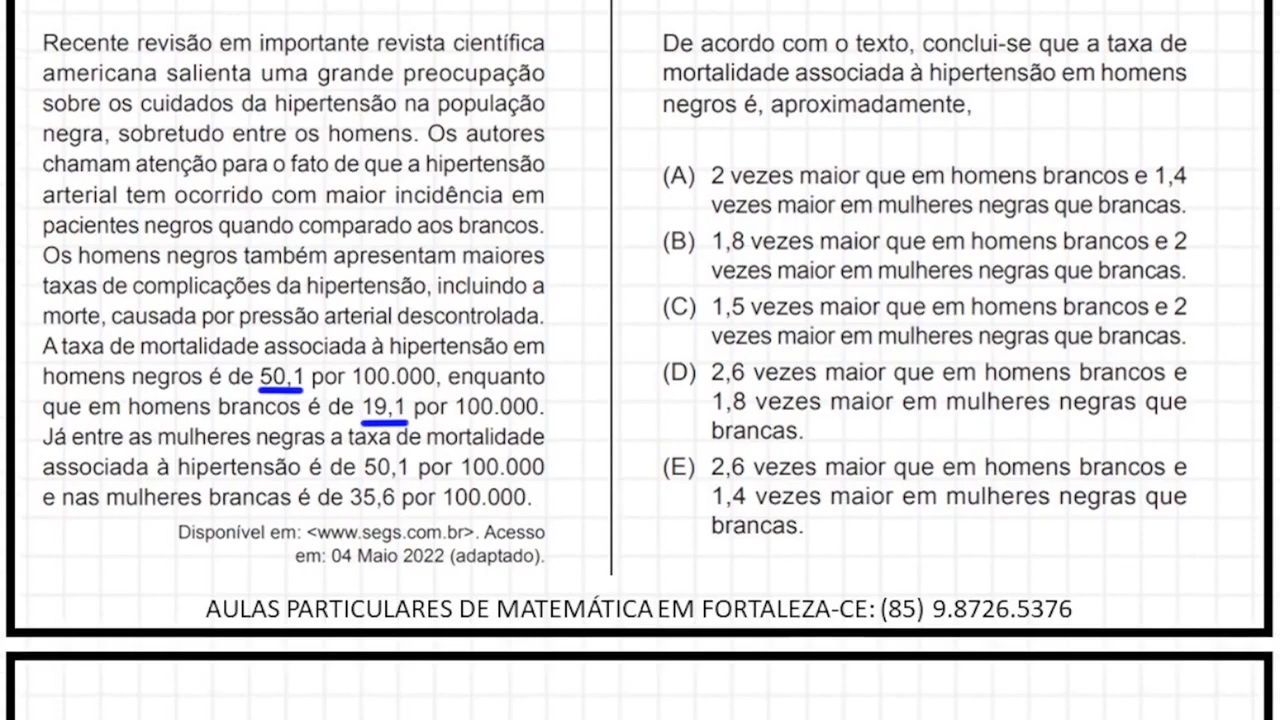 Recente revisão em importante revista científica
americana salienta uma grande preocupação
sobre os cuidados da hipertensão na população
negra, sobretudo entre os homens. Os autores
chamam atenção para o fato de que a hipertensão
arterial tem ocorrido com maior incidência em
pacientes negros quando comparado aos brancos.
Os homens negros também apresentam maiores
taxas de complicações da hipertensão, incluindo a
morte, causada por pressão arterial descontrolada.
A taxa de mortalidade associada à hipertensão em
homens negros é de 50,1 por 100.000, enquanto
que em homens brancos é de 19,1 por 100.000.
Já entre as mulheres negras a taxa de mortalidade
associada à hipertensão é de 50,1 por 100.000
e nas mulheres brancas é de 35,6 por 100.000.
Disponível em: <www.segs.com.br>. Acesso
em: 04 Maio 2022 (adaptado).
De acordo com o texto, conclui-se que a taxa de
mortalidade associada à hipertensão em homens
negros é, aproximadamente,
(A) 2 vezes maior que em homens brancos e 1,4
vezes maior em mulheres negras que brancas.
(B) 1,8 vezes maior que em homens brancos e 2
vezes maior em mulheres negras que brancas.
(C) 1,5 vezes maior que em homens brancos e 2
vezes maior em mulheres negras que brancas.
(D) 2,6 vezes maior que em homens brancos e
1,8 vezes maior em mulheres negras que
brancas.
(E) 2,6 vezes maior que em homens brancos e
1,4 vezes maior em mulheres negras que
brancas.
AULAS PARTICULARES DE MATEMÁTICA EM FORTALEZA-CE: (85) 9.8726.5376